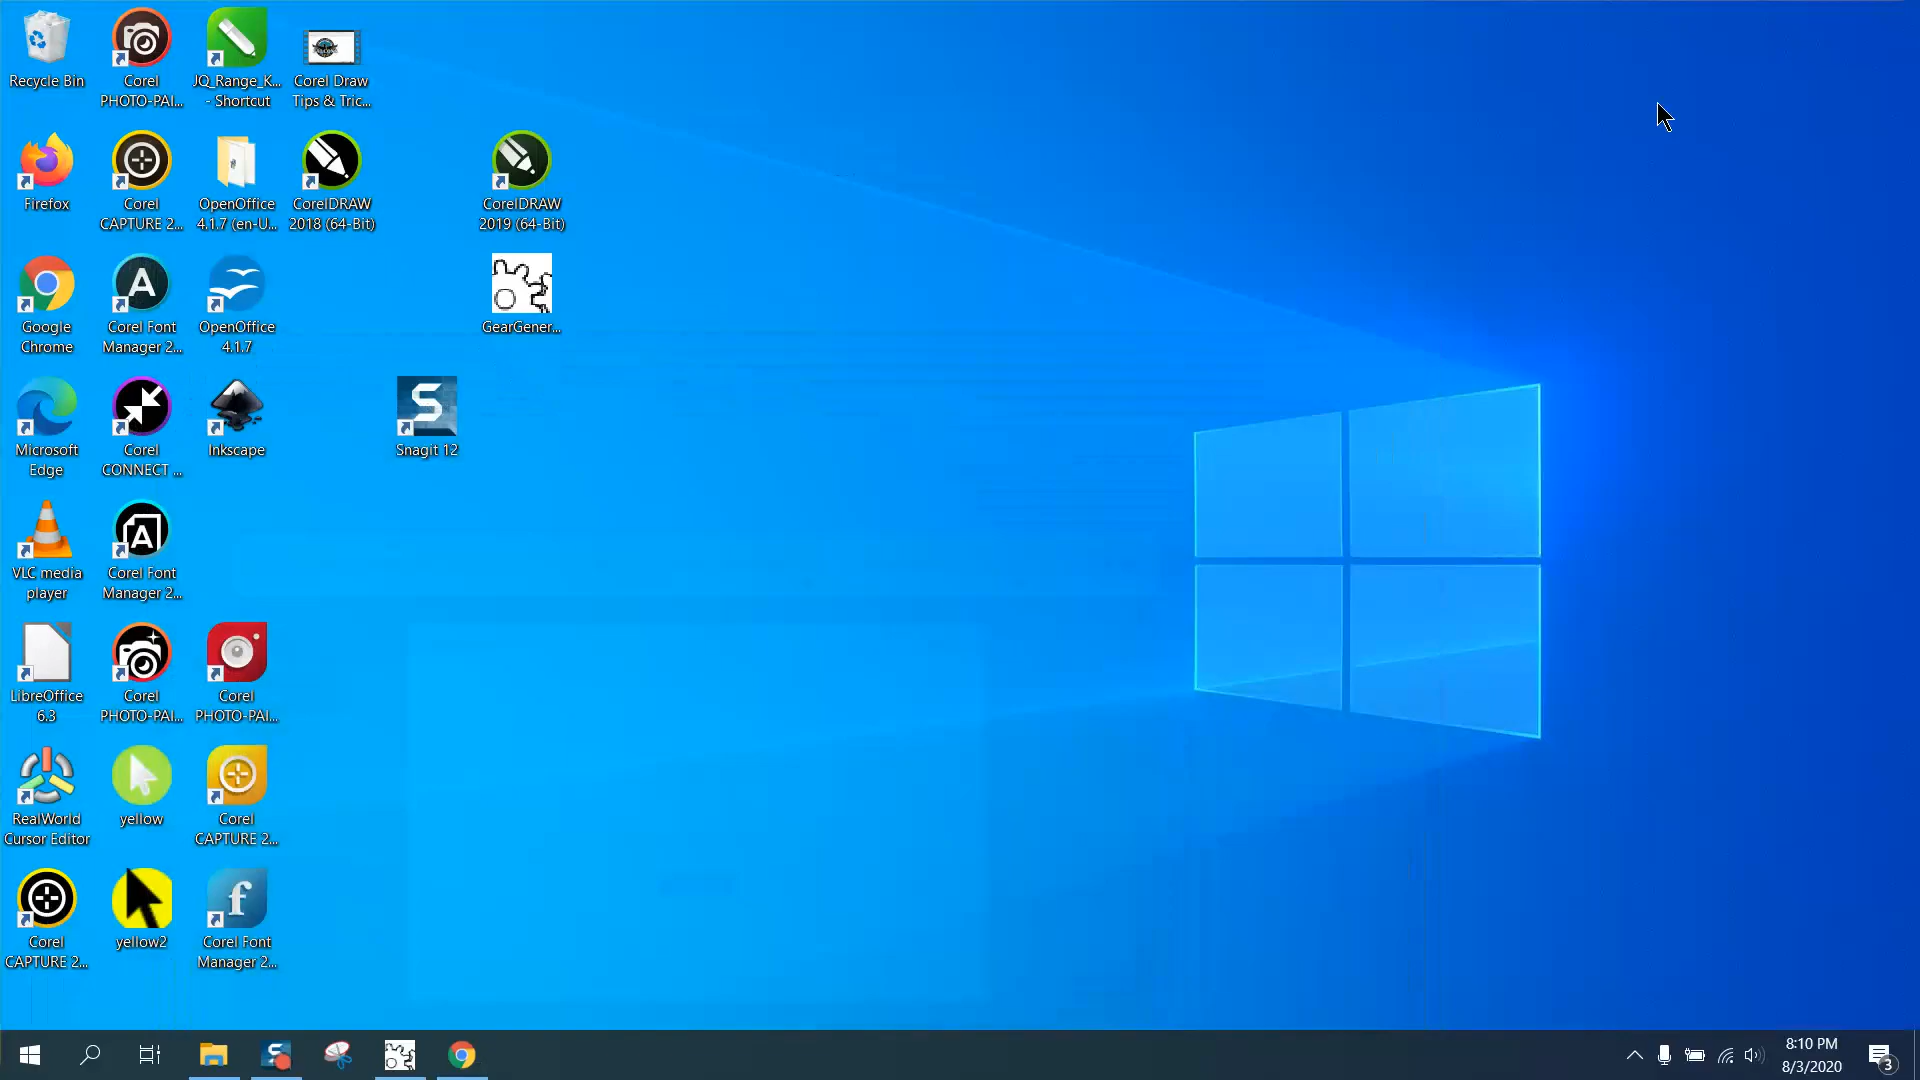 Recycle Bin
Corel
PHOTO-PAI...
JQ_Range_K...
- Shortcut
Corel Draw
Tips & Tric...
Firefox
Corel
CAPTURE 2...
OpenOffice
4.1.7 (en-U...
CorelDRAW
2018 (64-Bit)
CorelDRAW
2019 (64-Bit)
Google
Chrome
Corel Font
Manager 2...
OpenOffice
4.1.7
GearGener...
Microsoft
Edge
Corel
CONNECT ...
Inkscape
Snagit 12
VLC media
player
Corel Font
Manager 2...
LibreOffice
6.3
Corel
PHOTO-PAI...
Corel
PHOTO-PAI...
RealWorld
Cursor Editor
yellow
Corel
CAPTURE 2...
Corel
CAPTURE 2...
yellow2
Corel Font
Manager 2...
8:10 PM
8/3/2020
3